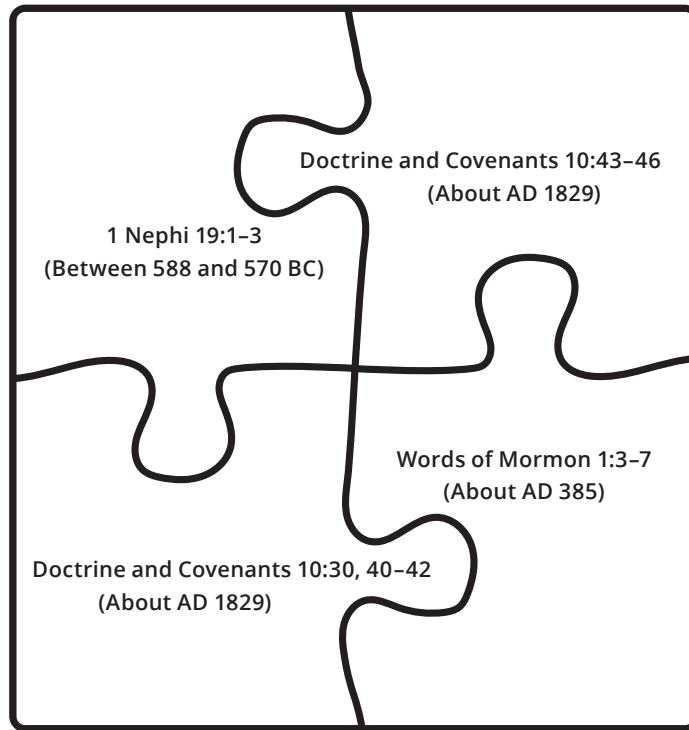 Doctrine and Covenants 10:43–46
(About AD 1829)
1 Nephi 19:1–3
(Between 588 and 570 BC)
Words of Mormon 1:3–7
(About AD 385)
Doctrine and Covenants 10:30, 40–42
(About AD 1829)